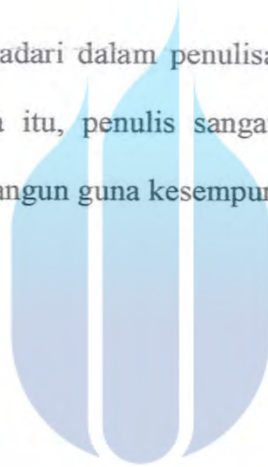 adari dalam penulisa
itu, penulis sanga
angun guna kesempur